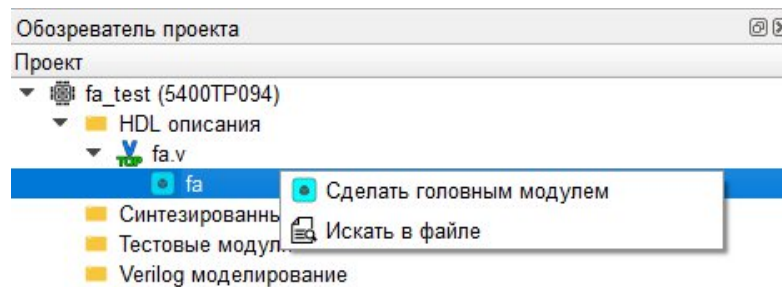 Обозреватель проекта
Проект
fa_test (5400TP094)
HDL описания
TOP fa.v
fa
Сделать головным модулем
Синтезированны
Искать в файле
Тестовые модул
Verilog моделирование